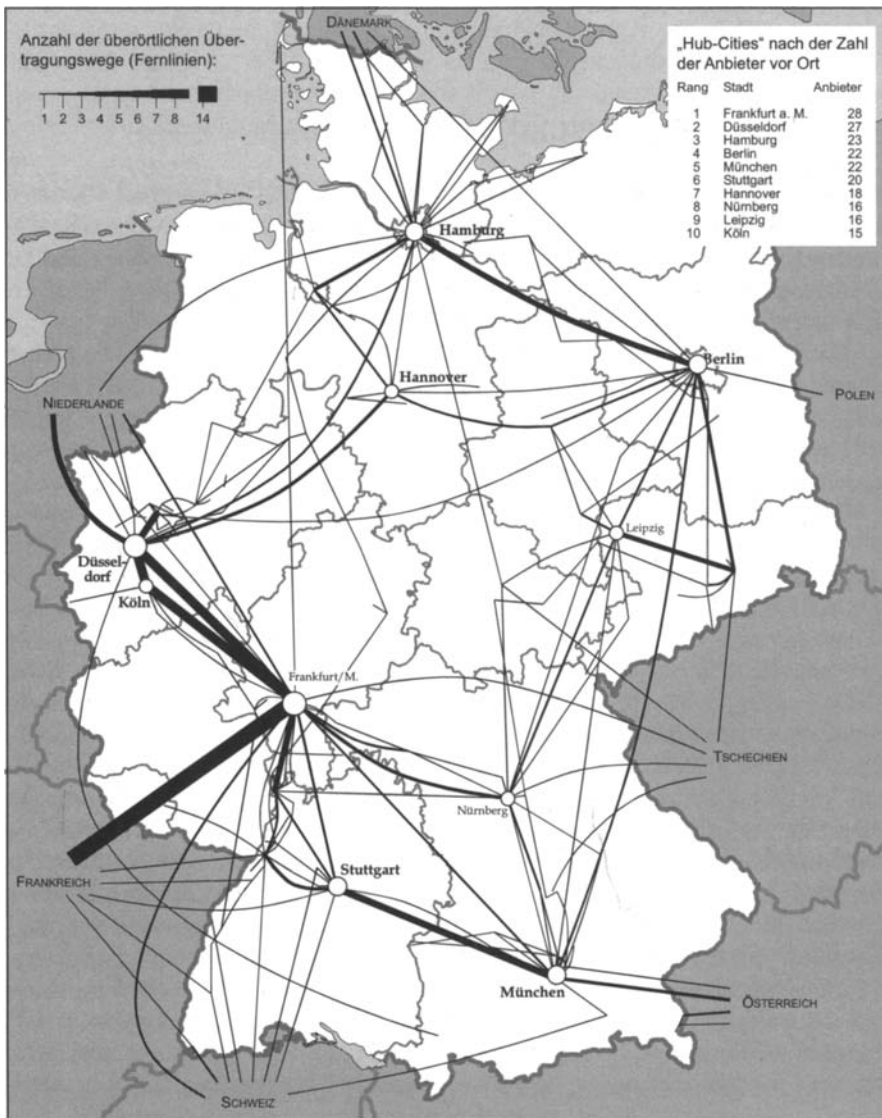 DÄNEMARK
Anzahl der überörtlichen Über-
tragungswege (Fernlinien):
1 2 3 4 5 6 7 8 14
„Hub-Cities“ nach der Zahl
der Anbieter vor Ort
Rang Stadt Anbieter
1 Frankfurt a. M. 28
2 Düsseldorf 27
3 Hamburg 23
4 Berlin 22
5 München 22
6 Stuttgart 20
7 Hannover 18
8 Nürnberg 16
9 Leipzig 16
10 Köln 15
Hamburg
Berlin
Hannover
POLEN
NIEDERLANDE
Leipzig
Düssel-
dorf
Köln
Frankfurt/M.
TSCHECHIEN
Nürnberg
Stuttgart
FRANKREICH
München
ÖSTERREICH
SCHWEIZ